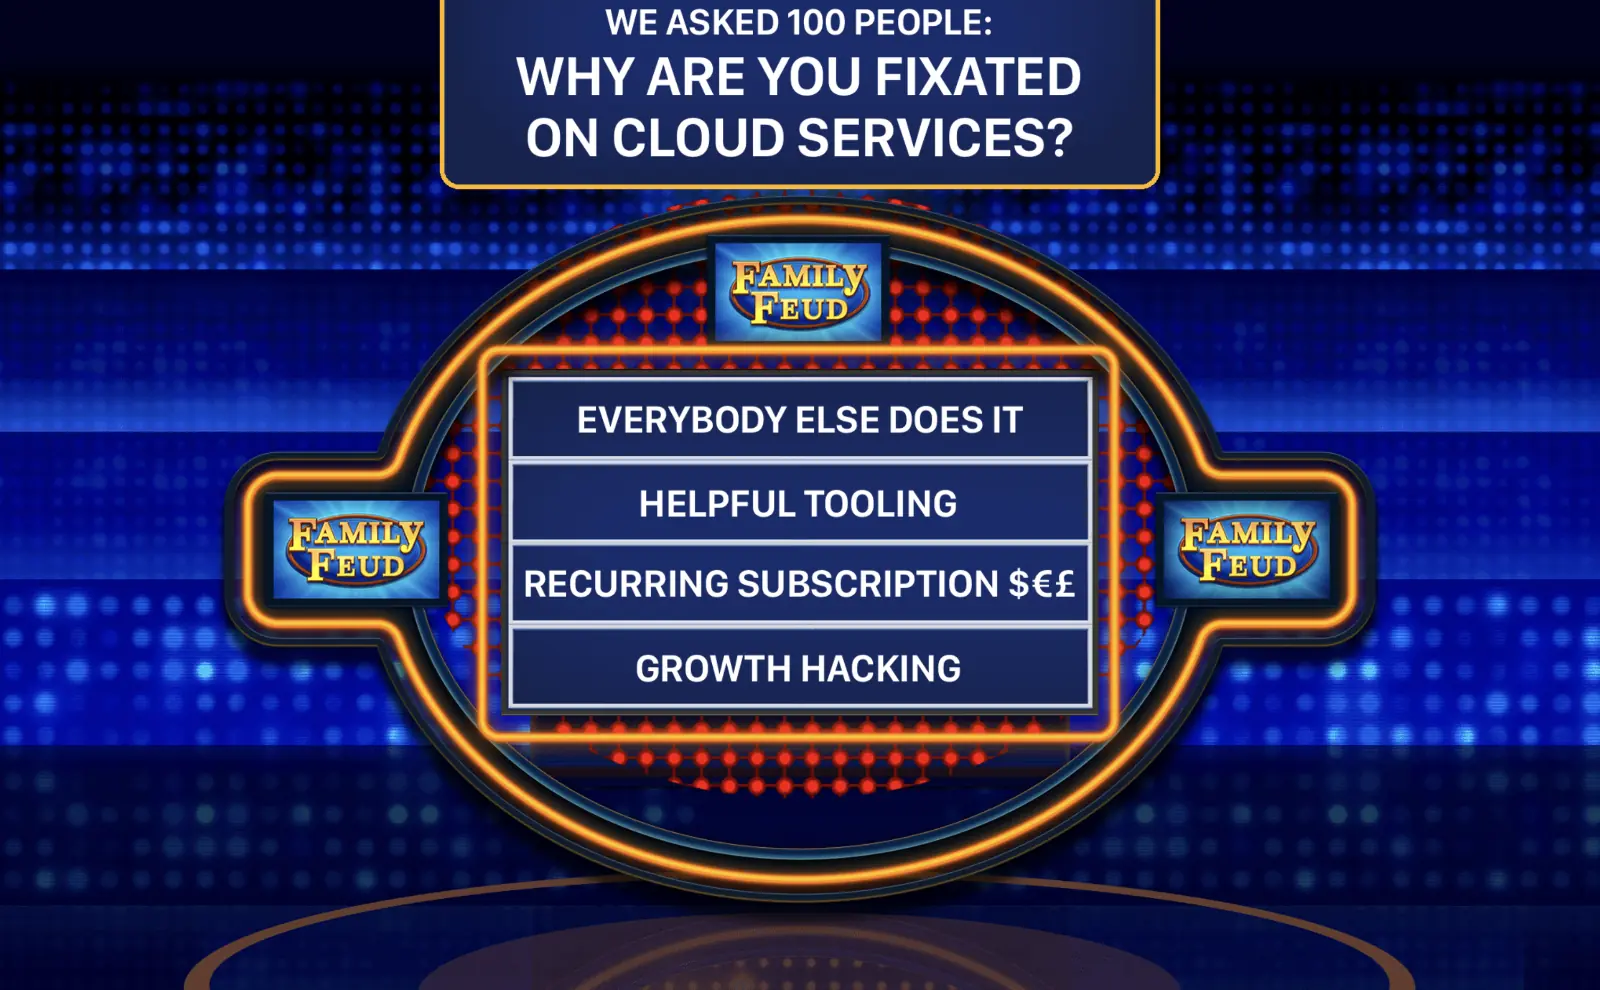 WE ASKED 100 PEOPLE:
WHY ARE YOU FIXATED
ON CLOUD SERVICES?
FAMILY
FEUD
EVERYBODY ELSE DOES IT
HELPFUL TOOLING
RECURRING SUBSCRIPTION $€£
GROWTH HACKING
FAMILY
FEUD
FAMILY
FEUD